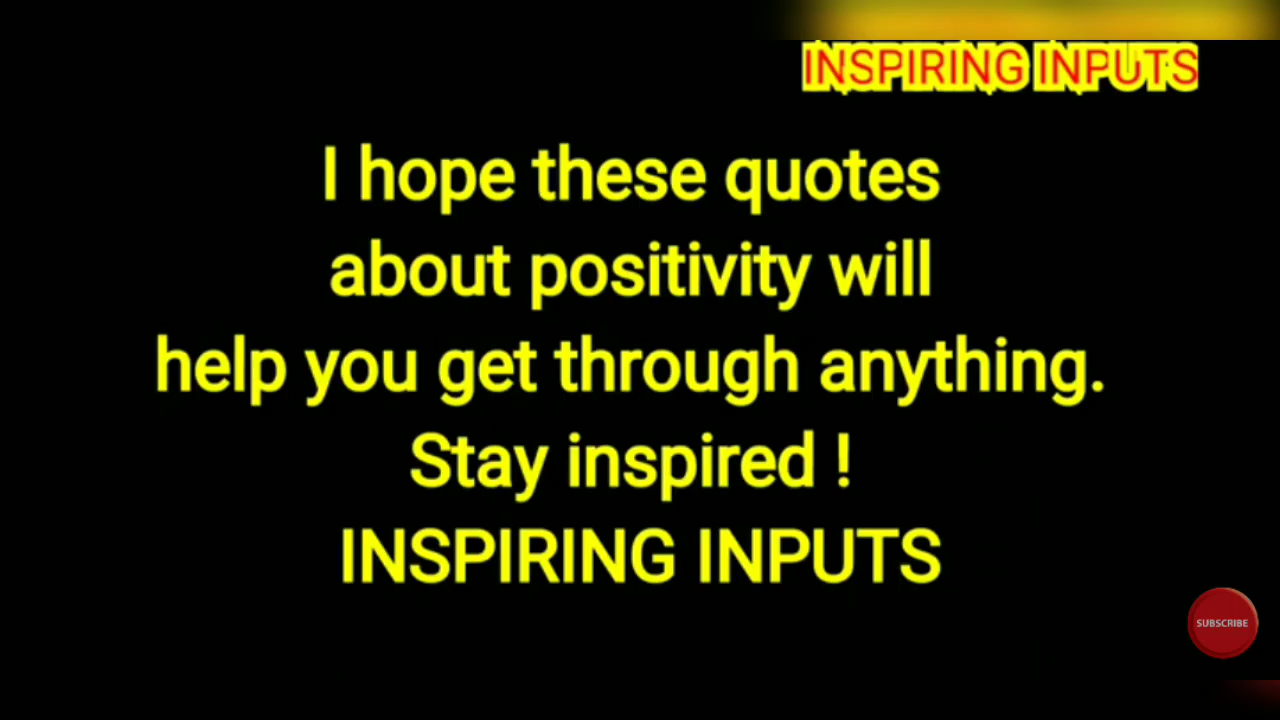 INSPIRING INPUTS
I hope these quotes
about positivity will
help you get through anything.
Stay inspired !
INSPIRING INPUTS
SUBSCRIBE